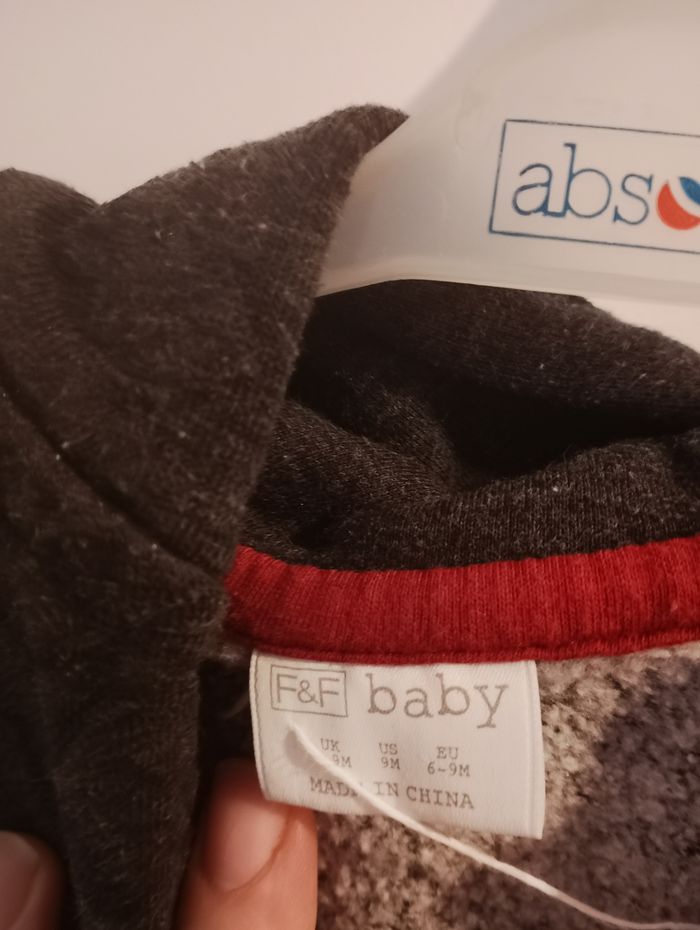 abs
F&F baby
UK US EU
9M 9M 6-9M
MADE IN CHINA